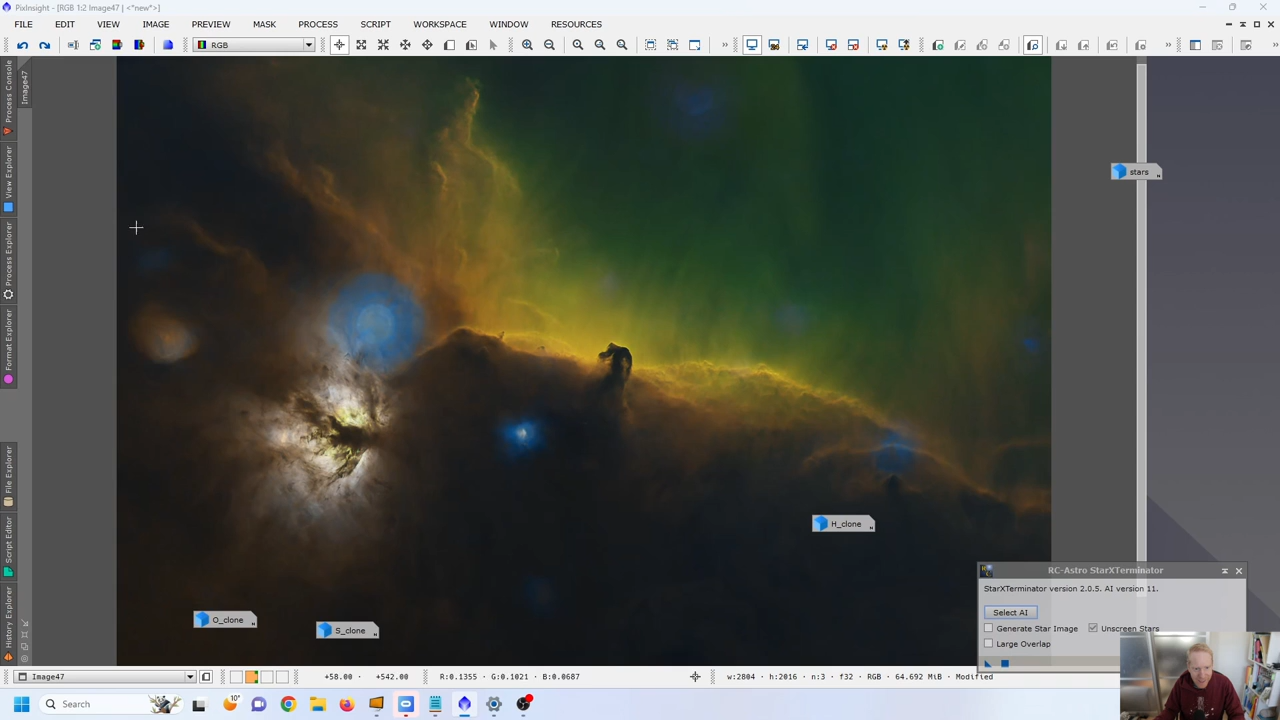 PixInsight - [RGB 1:2 Image47 | <*new*>]
FILE EDIT VIEW IMAGE PREVIEW MASK PROCESS SCRIPT WORKSPACE WINDOW RESOURCES
RGB
Process Console
View Explorer
Process Explorer
Format Explorer
File Explorer
Script Editor
History Explorer
Image47
stars
H_clone
O_clone
S_clone
RC-Astro StarXTerminator
StarXTerminator version 2.0.5. AI version 11.
Select AI
Generate Star Image Unscreen Stars
Large Overlap
Image47 +58.00 +542.00 R:0.1355 G:0.1021 B:0.0687 w:2804 h:2016 n:3 f32 RGB 64.692 MiB Modified
Search 10°